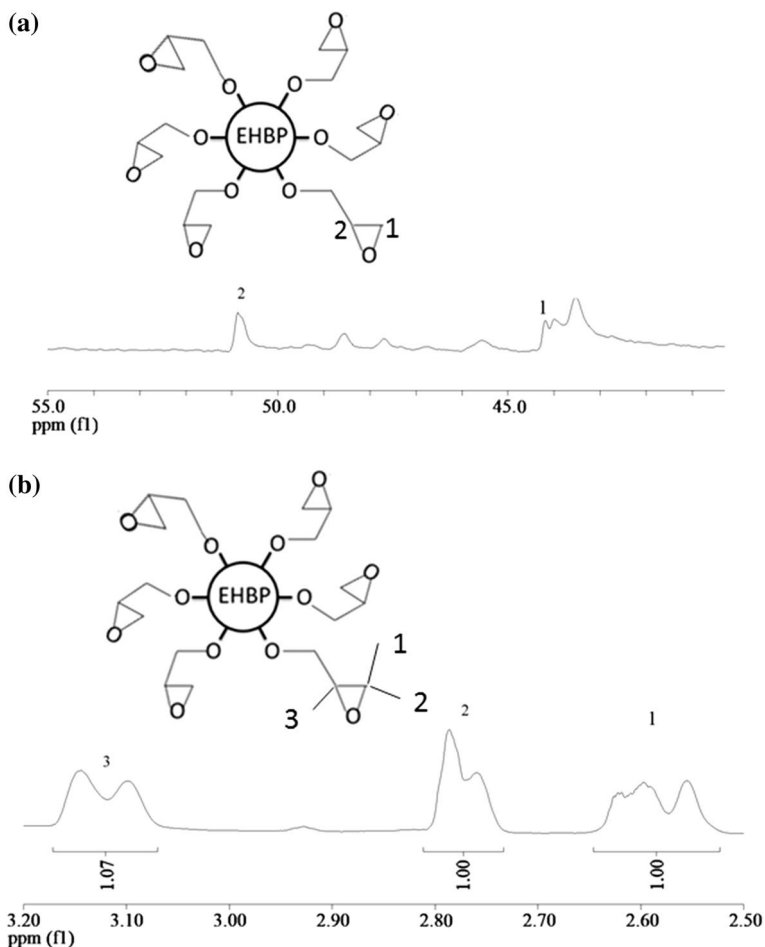 (a)
O
O
O
O
O EHBP O
O
O
O
O
O
2 1
O
O
2
1
55.0 50.0 45.0
ppm (f1)
(b)
O
O
O
O
O
O EHBP O
O
O O
1
2
3
O
O
3
2
1
1.07 1.00 1.00
3.20 3.10 3.00 2.90 2.80 2.70 2.60 2.50
ppm (f1)